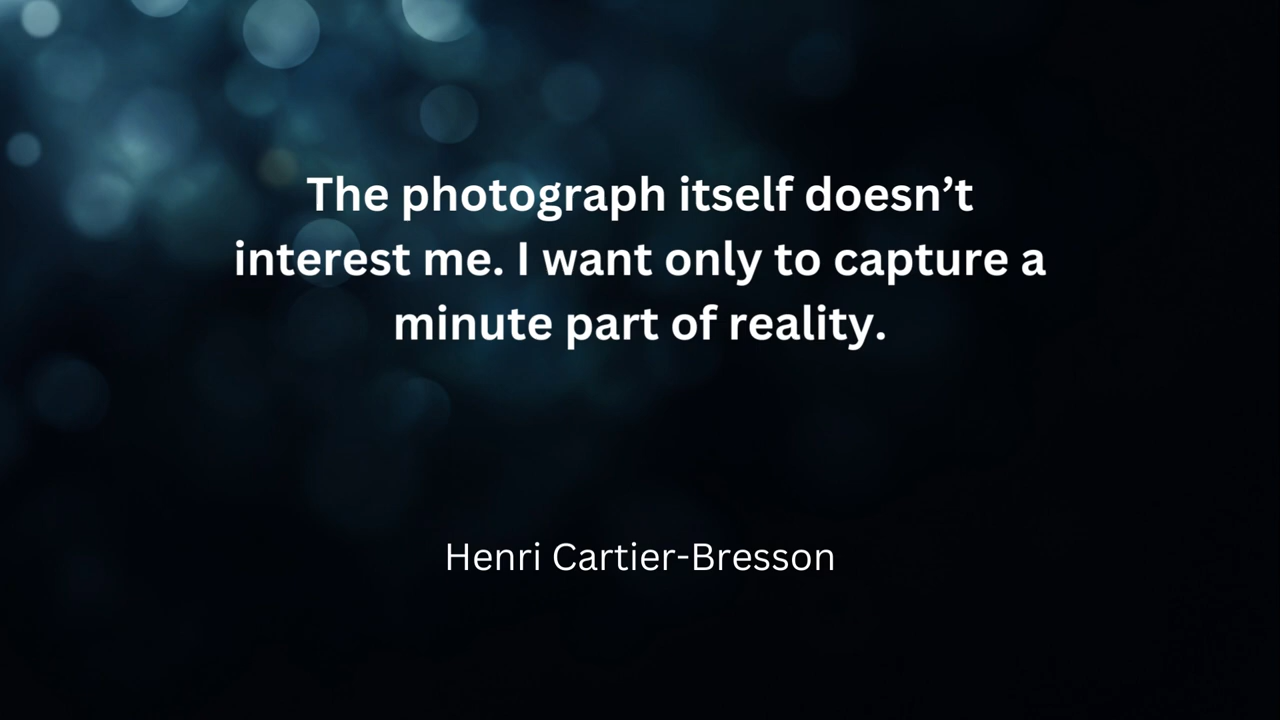 The photograph itself doesn’t
interest me. I want only to capture a
minute part of reality.
Henri Cartier-Bresson